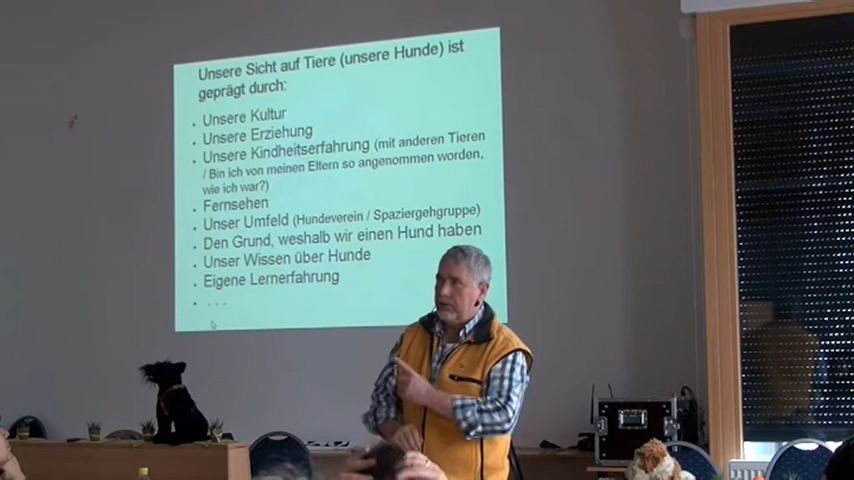 Unsere Sicht auf Tiere (unsere Hunde) ist
geprägt durch:
• Unsere Kultur
• Unsere Erziehung
• Unsere Kindheitserfahrung (mit anderen Tieren
/ Bin ich von meinen Eltern so angenommen worden,
wie ich war?)
• Fernsehen
• Unser Umfeld (Hundeverein / Spaziergehgruppe)
• Den Grund, weshalb wir einen Hund haben
• Unser Wissen über Hunde
• Eigene Lernerfahrung
• . . .